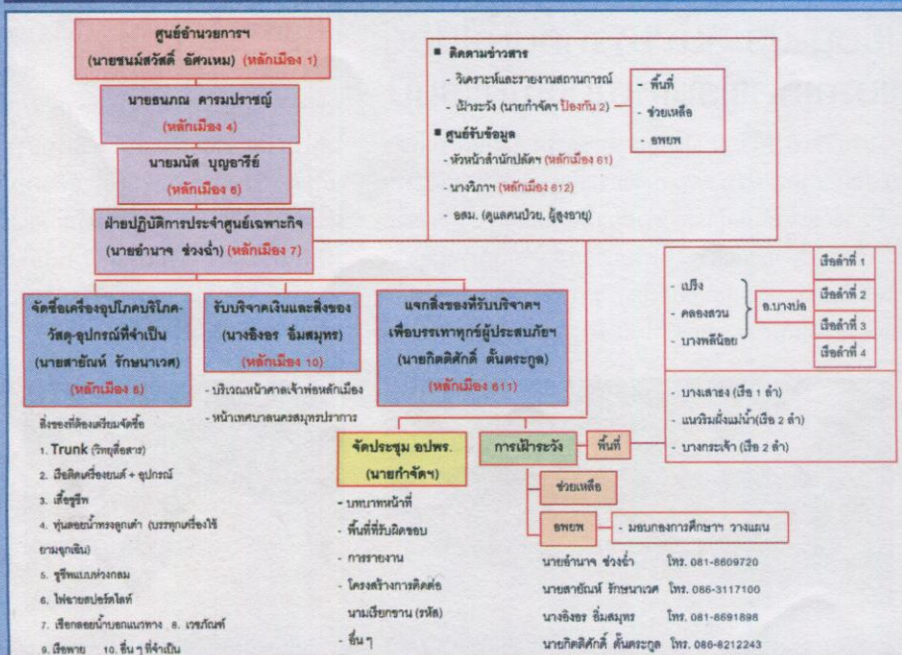 ศูนย์อำนวยการฯ
(นายชนม์สวัสดิ์ อัศวเหม) (หลักเมือง 1)
นายธนภณ คารมปราชญ์
(หลักเมือง 4)
นายมนัส บุญอารีย์
(หลักเมือง 6)
ฝ่ายปฏิบัติการประจำศูนย์เฉพาะกิจ
(นายอำนาจ ช่วงฉ่ำ) (หลักเมือง 7)
■ ติดตามข่าวสาร
- วิเคราะห์และรายงานสถานการณ์
- เฝ้าระวัง (นายกำจัดฯ ป้องกัน 2)
■ ศูนย์รับข้อมูล
- หัวหน้าสำนักปลัดฯ (หลักเมือง 61)
- นางวิภาฯ (หลักเมือง 612)
- อสม. (ดูแลคนป่วย, ผู้สูงอายุ)
- พื้นที่
- ช่วยเหลือ
- อพยพ
จัดซื้อเครื่องอุปโภคบริโภค-
วัสดุ-อุปกรณ์ที่จำเป็น
(นายสายัณห์ รักษนาเวศ)
(หลักเมือง 8)
รับบริจาคเงินและสิ่งของ
(นางอิงอร อิ่มสมุทร)
(หลักเมือง 10)
- บริเวณหน้าศาลเจ้าพ่อหลักเมือง
- หน้าเทศบาลนครสมุทรปราการ
แจกสิ่งของที่รับบริจาคฯ
เพื่อบรรเทาทุกข์ผู้ประสบภัยฯ
(นายกิตติศักดิ์ ตั้นตระกูล)
(หลักเมือง 611)
- เปร็ง
- คลองสวน
- บางพลีน้อย
อ.บางบ่อ
เรือลำที่ 1
เรือลำที่ 2
เรือลำที่ 3
เรือลำที่ 4
- บางเสาธง (เรือ 1 ลำ)
- แนวริมฝั่งแม่น้ำ(เรือ 2 ลำ)
- บางกระเจ้า (เรือ 2 ลำ)
สิ่งของที่ต้องเตรียมจัดซื้อ
1. Trunk (วิทยุสื่อสาร)
2. เรือติดเครื่องยนต์ + อุปกรณ์
3. เสื้อชูชีพ
4. ทุ่นลอยน้ำทรงลูกเต๋า (บรรทุกเครื่องใช้
ยามฉุกเฉิน)
5. ชูชีพแบบห่วงกลม
6. ไฟฉายสปอร์ตไลท์
7. เชือกลอยน้ำบอกแนวทาง 8. เวชภัณฑ์
9. เรือพาย 10. อื่น ๆ ที่จำเป็น
จัดประชุม อปพร.
(นายกำจัดฯ)
- บทบาทหน้าที่
- พื้นที่ที่รับผิดชอบ
- การรายงาน
- โครงสร้างการติดต่อ
นามเรียกขาน (รหัส)
- อื่น ๆ
การเฝ้าระวัง
พื้นที่
ช่วยเหลือ
อพยพ
- มอบกองการศึกษาฯ วางแผน
นายอำนาจ ช่วงฉ่ำ โทร. 081-8609720
นายสายัณห์ รักษนาเวศ โทร. 086-3117100
นางอิงอร อิ่มสมุทร โทร. 081-8691898
นายกิตติศักดิ์ ตั้นตระกูล โทร. 086-8212243